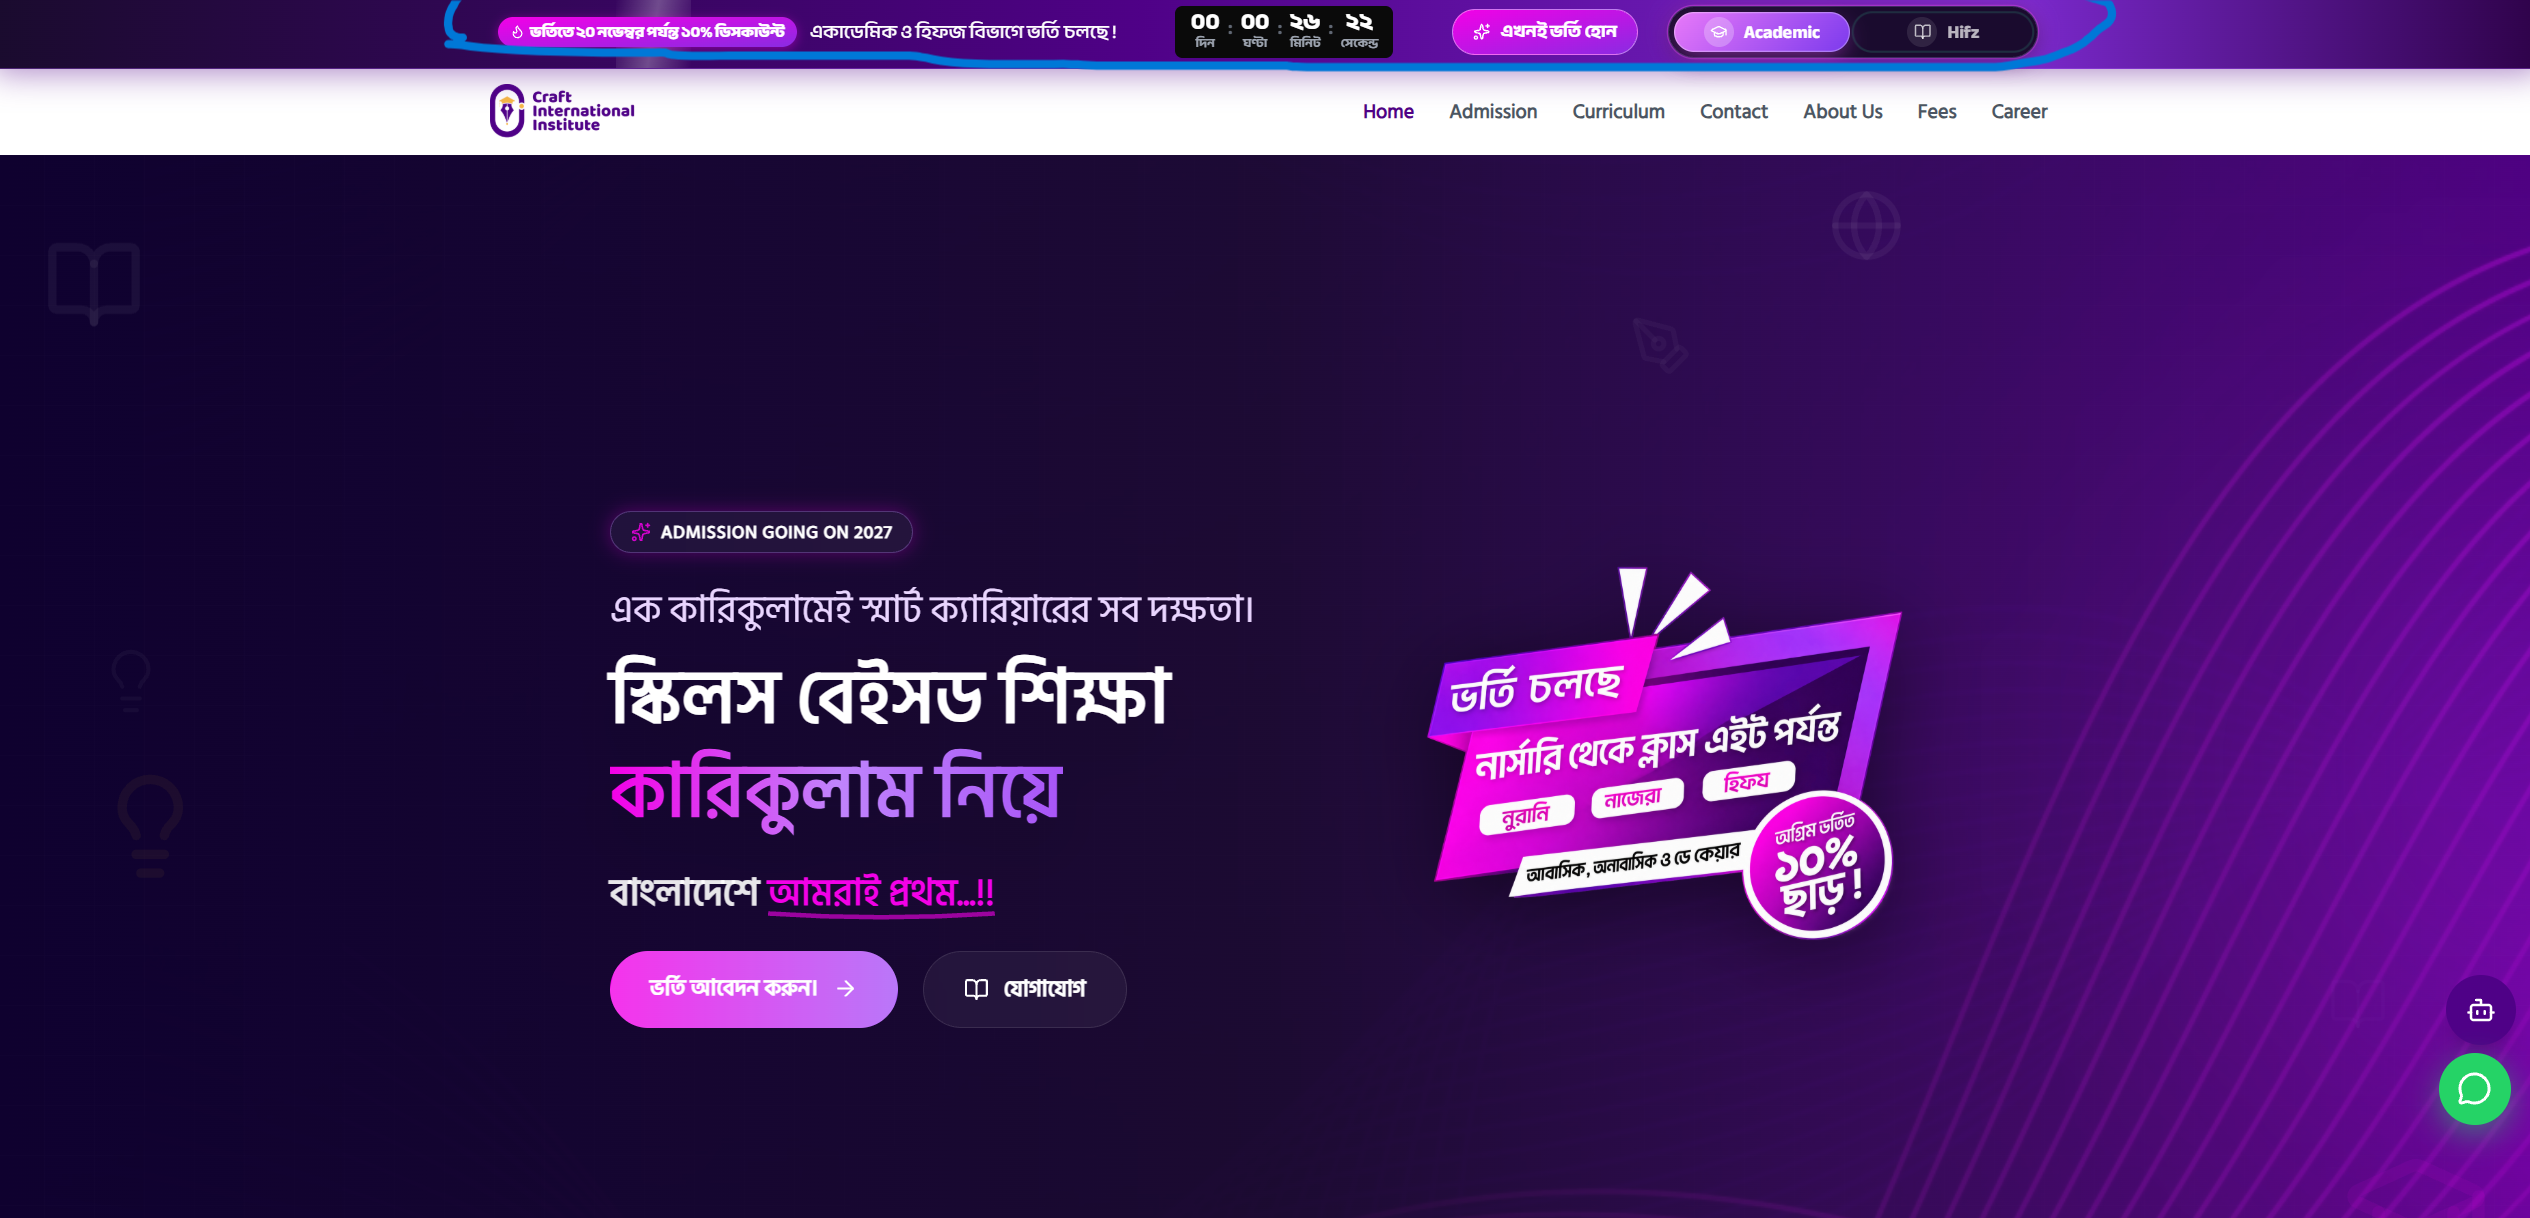 ভর্তিতে ২০ নভেম্বর পর্যন্ত ১০% ডিসকাউন্ট
একাডেমিক ও হিফজ বিভাগে ভর্তি চলছে!
০০ : ০০ : ২৬ : ২২
দিন ঘণ্টা মিনিট সেকেন্ড
এখনই ভর্তি হোন
Academic
Hifz
Craft
International
Institute
Home Admission Curriculum Contact About Us Fees Career
ADMISSION GOING ON 2027
এক কারিকুলামেই স্মার্ট ক্যারিয়ারের সব দক্ষতা।
স্কিলস বেইসড শিক্ষা
কারিকুলাম নিয়ে
বাংলাদেশে আমরাই প্রথম...!!
ভর্তি আবেদন করুন।
যোগাযোগ
ভর্তি চলছে
নার্সারি থেকে ক্লাস এইট পর্যন্ত
নুরানি নাজেরা হিফয
আবাসিক, অনাবাসিক ও ডে কেয়ার
অগ্রিম ভর্তিত
১০%
ছাড় !